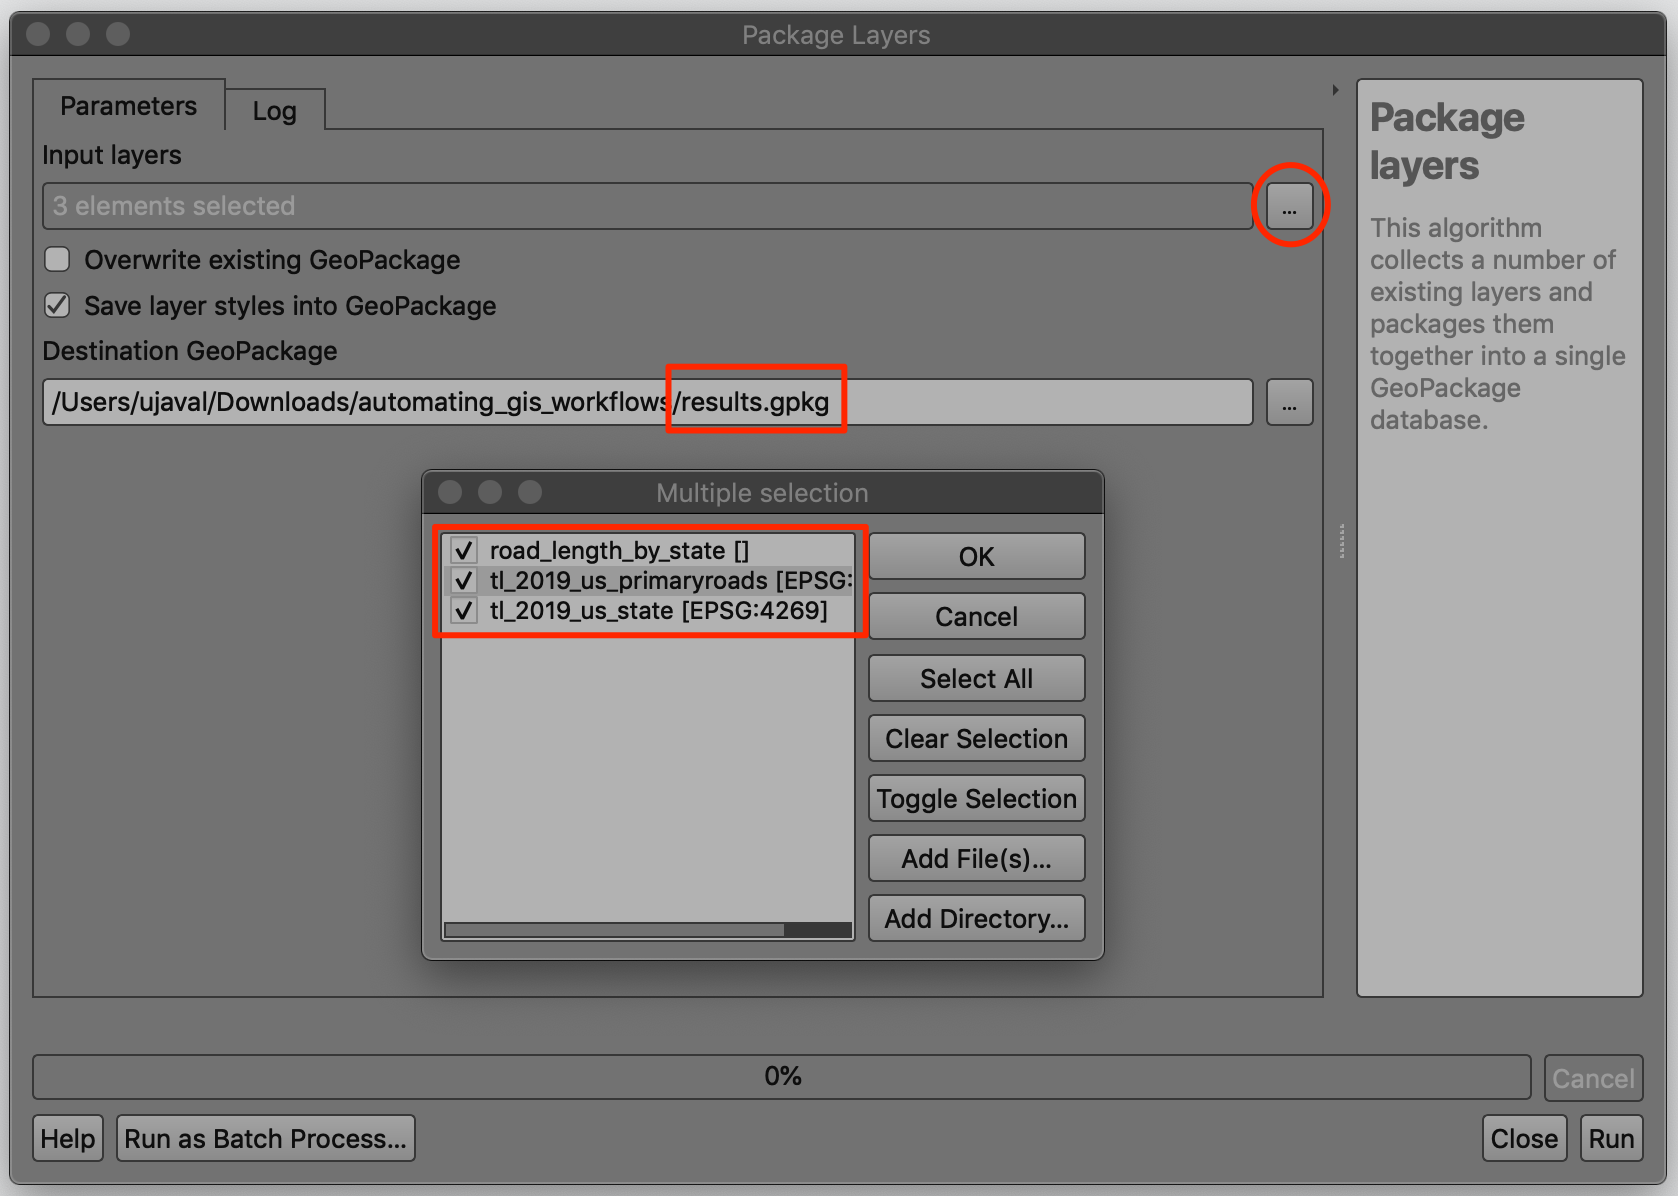 Package Layers
Parameters
Log
Input layers
3 elements selected
...
Overwrite existing GeoPackage
Save layer styles into GeoPackage
Destination GeoPackage
/Users/ujaval/Downloads/automating_gis_workflows/results.gpkg
...
Multiple selection
road_length_by_state []
tl_2019_us_primaryroads [EPSG:
tl_2019_us_state [EPSG:4269]
OK
Cancel
Select All
Clear Selection
Toggle Selection
Add File(s)...
Add Directory...
Package
layers
This algorithm
collects a number of
existing layers and
packages them
together into a single
GeoPackage
database.
0%
Cancel
Help
Run as Batch Process...
Close
Run